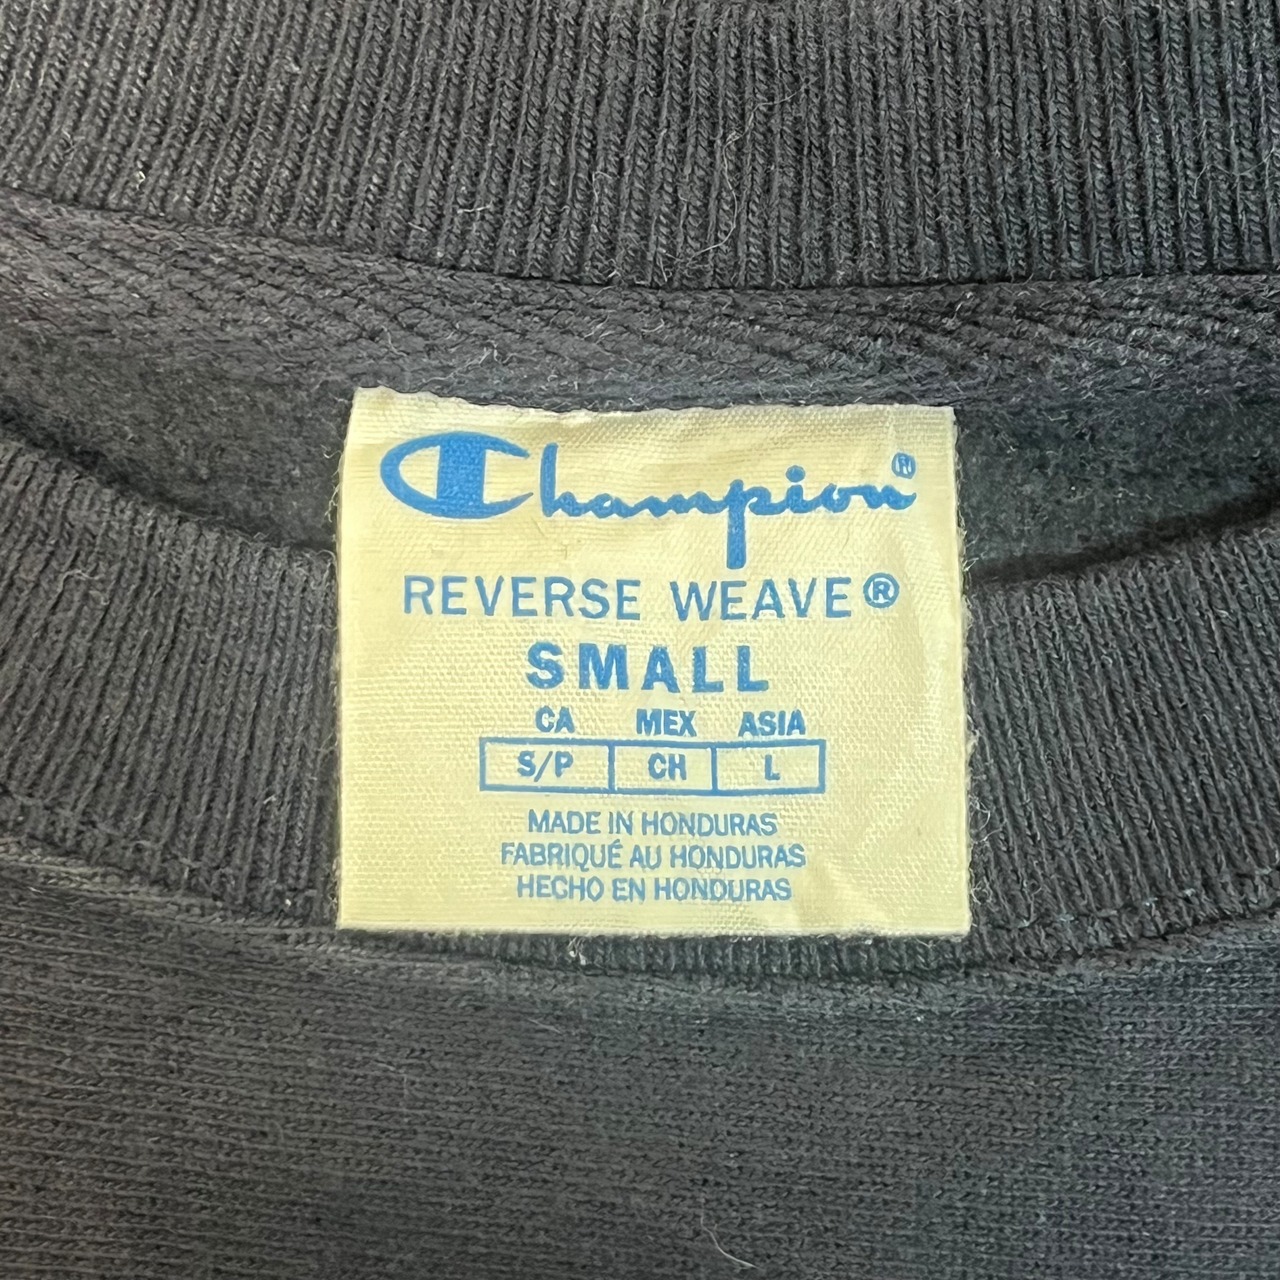 Champion®
REVERSE WEAVE®
SMALL
CA MEX ASIA
S/P CH L
MADE IN HONDURAS
FABRIQUÉ AU HONDURAS
HECHO EN HONDURAS